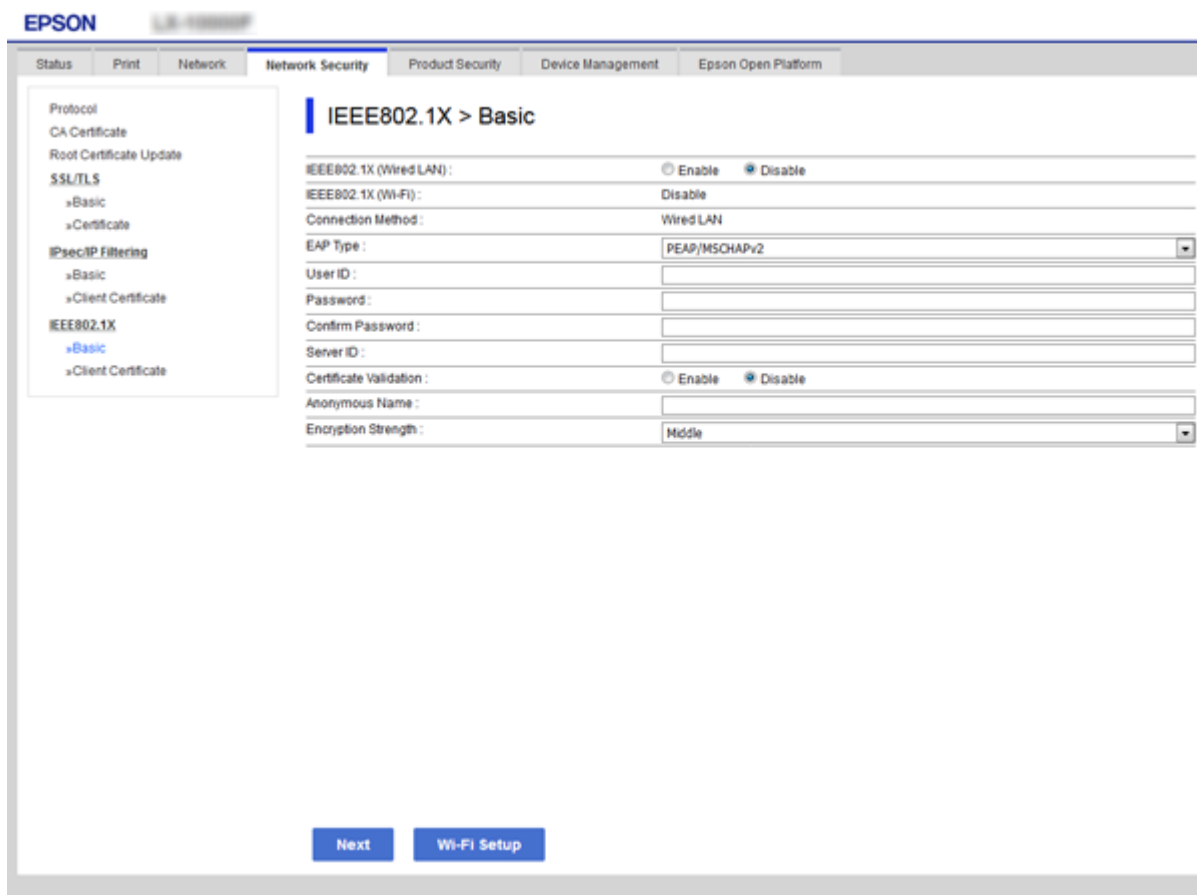 EPSON
Status Print Network Network Security Product Security Device Management Epson Open Platform
Protocol
CA Certificate
Root Certificate Update
SSL/TLS
»Basic
»Certificate
IPsec/IP Filtering
»Basic
»Client Certificate
IEEE802.1X
»Basic
»Client Certificate
IEEE802.1X > Basic
IEEE802.1X (Wired LAN) : Enable Disable
IEEE802.1X (Wi-Fi) : Disable
Connection Method : Wired LAN
EAP Type : PEAP/MSCHAPv2
User ID :
Password :
Confirm Password :
Server ID :
Certificate Validation : Enable Disable
Anonymous Name :
Encryption Strength : Middle
Next Wi-Fi Setup